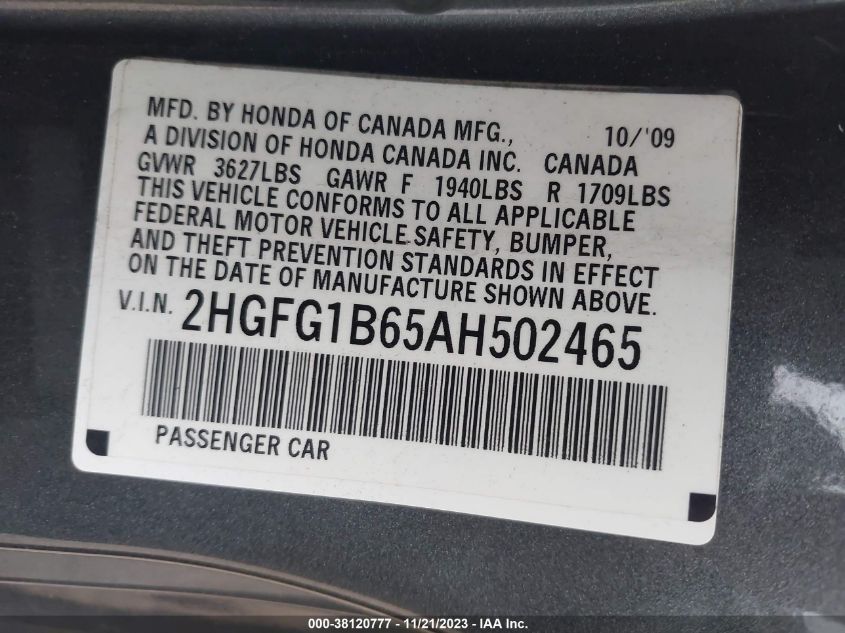 MFD. BY HONDA OF CANADA MFG., 10/'09
A DIVISION OF HONDA CANADA INC. CANADA
GVWR 3627LBS GAWR F 1940LBS R 1709LBS
THIS VEHICLE CONFORMS TO ALL APPLICABLE
FEDERAL MOTOR VEHICLE SAFETY, BUMPER,
AND THEFT PREVENTION STANDARDS IN EFFECT
ON THE DATE OF MANUFACTURE SHOWN ABOVE.
V.I.N. 2HGFG1B65AH502465
PASSENGER CAR
000-38120777 - 11/21/2023 - IAA Inc.